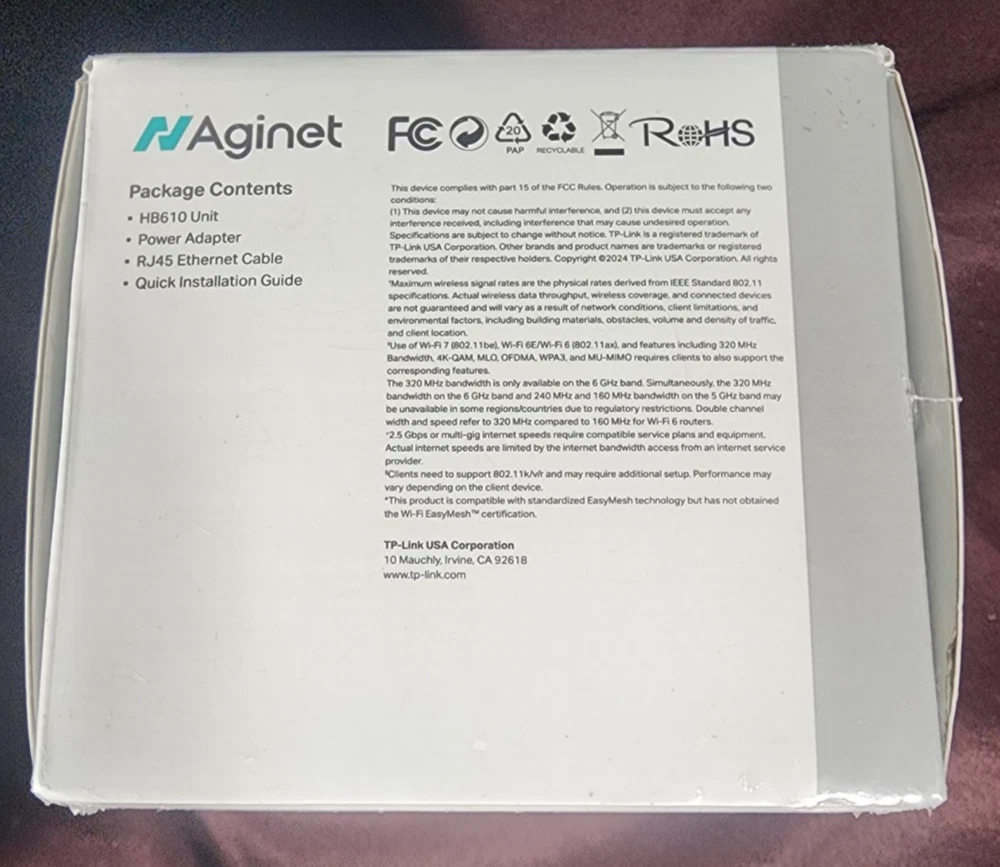 Aginet
FC 20 PAP RECYCLABLE RoHS
Package Contents
• HB610 Unit
• Power Adapter
• RJ45 Ethernet Cable
• Quick Installation Guide
This device complies with part 15 of the FCC Rules. Operation is subject to the following two
conditions:
(1) This device may not cause harmful interference, and (2) this device must accept any
interference received, including interference that may cause undesired operation.
Specifications are subject to change without notice. TP-Link is a registered trademark of
TP-Link USA Corporation. Other brands and product names are trademarks or registered
trademarks of their respective holders. Copyright ©2024 TP-Link USA Corporation. All rights
reserved.
Maximum wireless signal rates are the physical rates derived from IEEE Standard 802.11
specifications. Actual wireless data throughput, wireless coverage, and connected devices
are not guaranteed and will vary as a result of network conditions, client limitations, and
environmental factors, including building materials, obstacles, volume and density of traffic,
and client location.
Use of Wi-Fi 7 (802.11be), Wi-Fi 6E/Wi-Fi 6 (802.11ax), and features including 320 MHz
Bandwidth, 4K-QAM, MLO, OFDMA, WPA3, and MU-MIMO requires clients to also support the
corresponding features.
The 320 MHz bandwidth is only available on the 6 GHz band. Simultaneously, the 320 MHz
bandwidth on the 6 GHz band and 240 MHz and 160 MHz bandwidth on the 5 GHz band may
be unavailable in some regions/countries due to regulatory restrictions. Double channel
width and speed refer to 320 MHz compared to 160 MHz for Wi-Fi 6 routers.
2.5 Gbps or multi-gig internet speeds require compatible service plans and equipment.
Actual internet speeds are limited by the internet bandwidth access from an internet service
provider.
Clients need to support 802.11k/v/r and may require additional setup. Performance may
vary depending on the client device.
This product is compatible with standardized EasyMesh technology but has not obtained
the Wi-Fi EasyMesh™ certification.
TP-Link USA Corporation
10 Mauchly, Irvine, CA 92618
www.tp-link.com